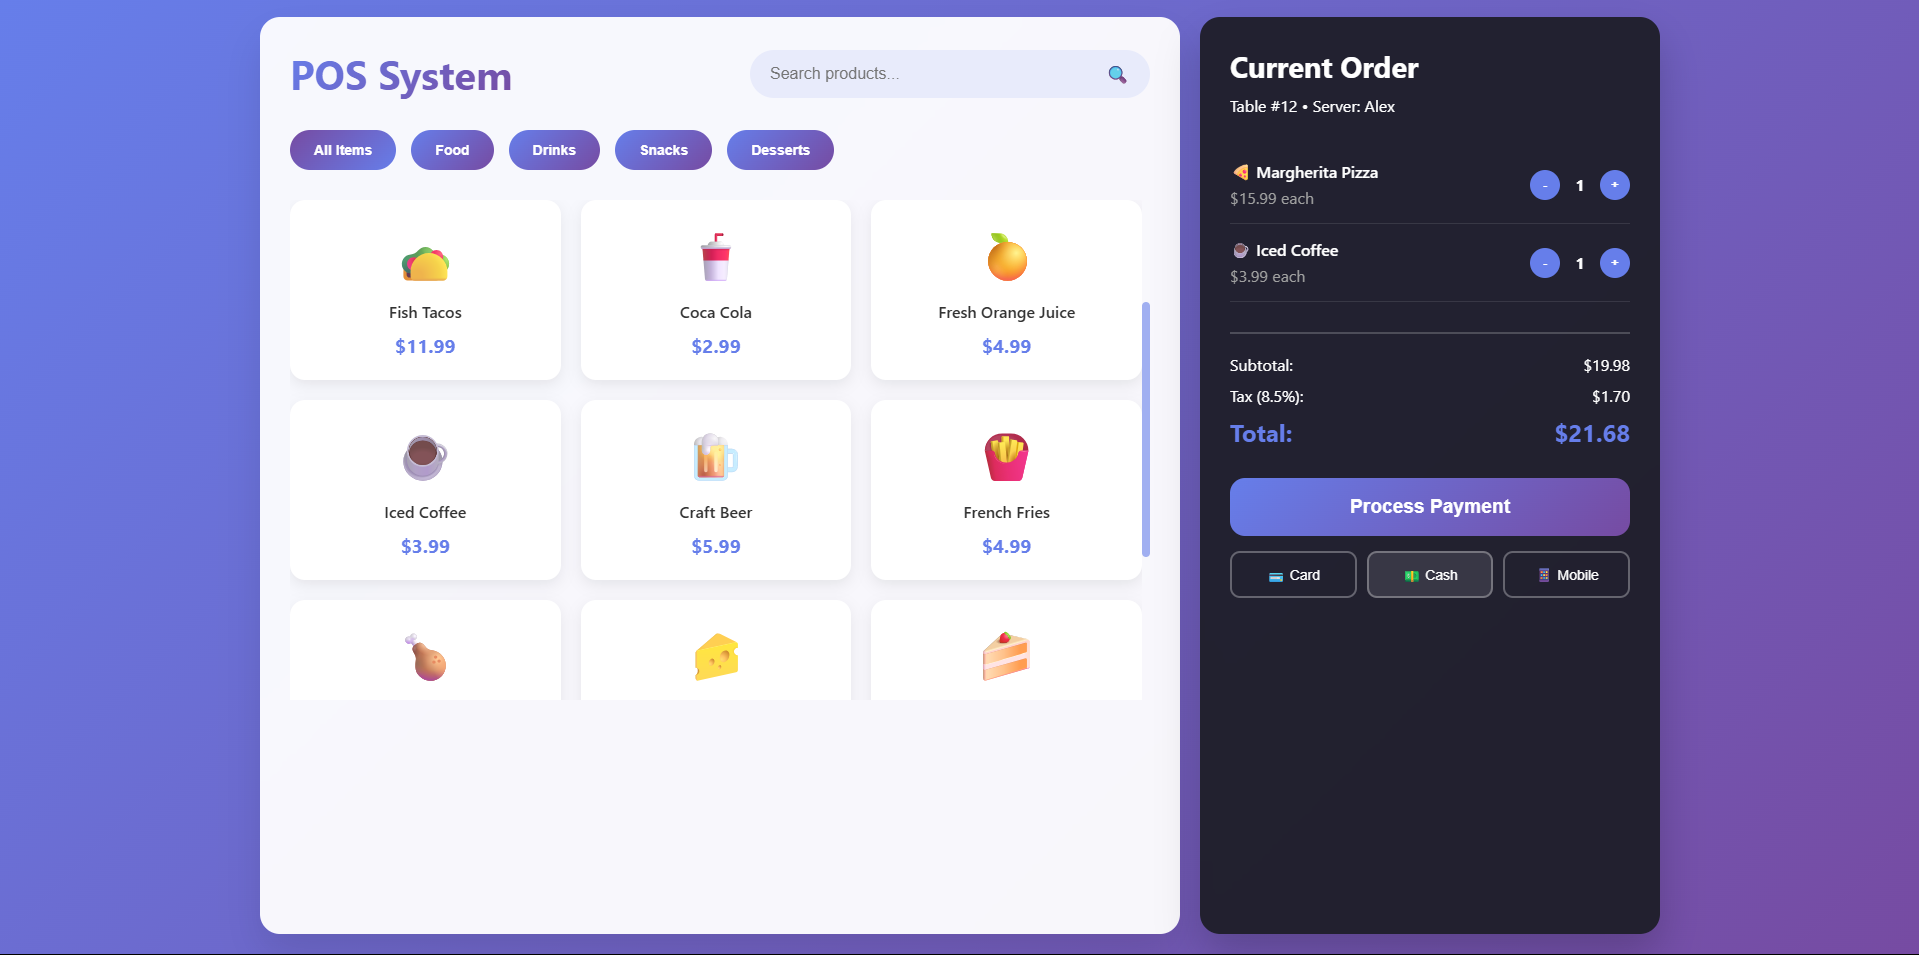 POS System
Search products...
All Items
Food
Drinks
Snacks
Desserts
Fish Tacos
$11.99
Coca Cola
$2.99
Fresh Orange Juice
$4.99
Iced Coffee
$3.99
Craft Beer
$5.99
French Fries
$4.99
Current Order
Table #12 • Server: Alex
Margherita Pizza
$15.99 each
- 1 +
Iced Coffee
$3.99 each
- 1 +
Subtotal: $19.98
Tax (8.5%): $1.70
Total: $21.68
Process Payment
Card
Cash
Mobile